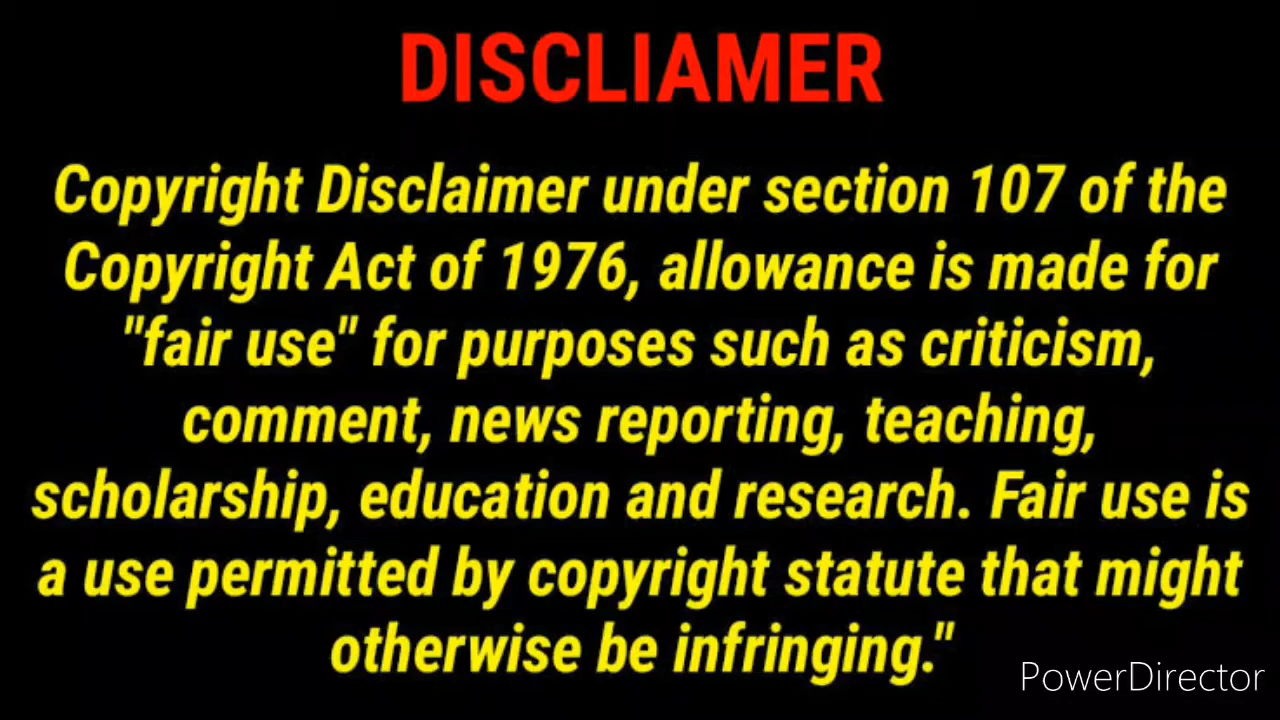 DISCLIAMER
Copyright Disclaimer under section 107 of the
Copyright Act of 1976, allowance is made for
"fair use" for purposes such as criticism,
comment, news reporting, teaching,
scholarship, education and research. Fair use is
a use permitted by copyright statute that might
otherwise be infringing."
PowerDirector